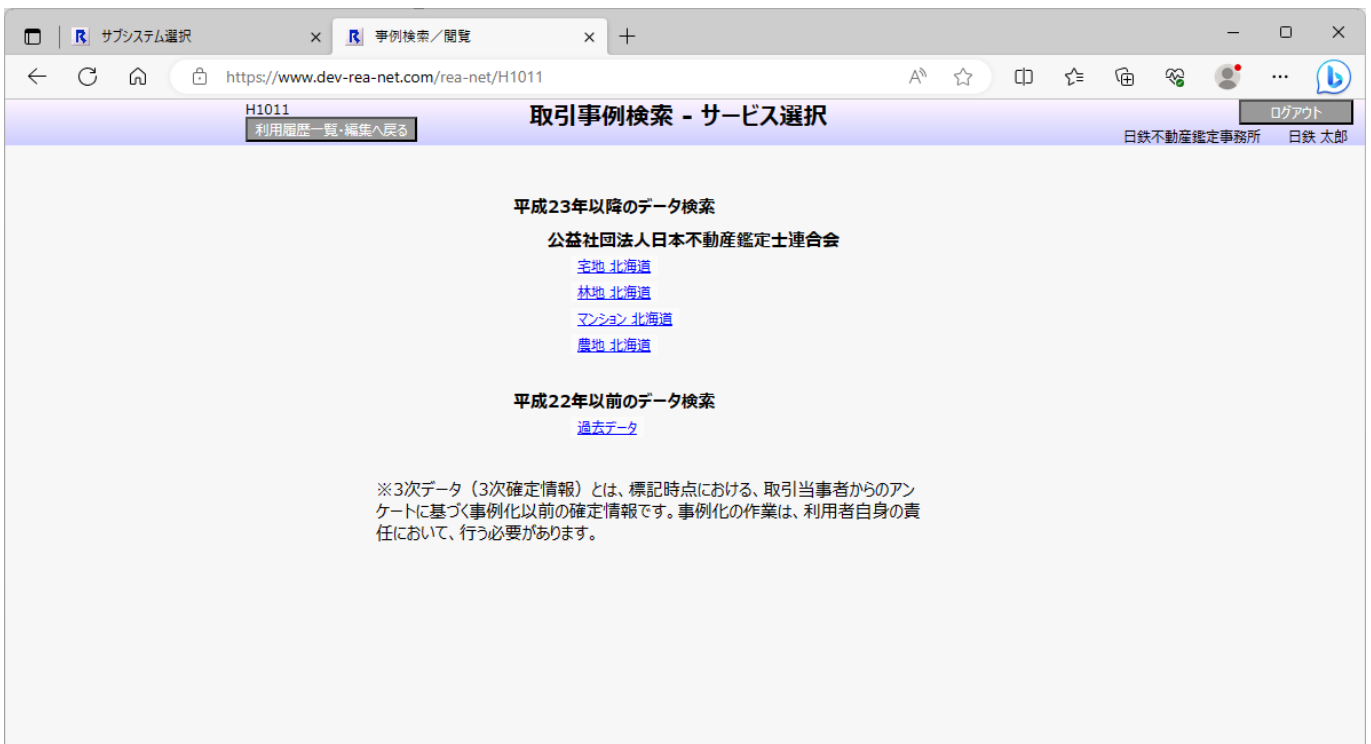 サブシステム選択
事例検索／閲覧
https://www.dev-rea-net.com/rea-net/H1011
H1011
利用履歴一覧・編集へ戻る
取引事例検索 - サービス選択
ログアウト
日鉄不動産鑑定事務所 日鉄 太郎
平成23年以降のデータ検索
公益社団法人日本不動産鑑定士連合会
宅地 北海道
林地 北海道
マンション 北海道
農地 北海道
平成22年以前のデータ検索
過去データ
※3次データ（3次確定情報）とは、標記時点における、取引当事者からのアン
ケートに基づく事例化以前の確定情報です。事例化の作業は、利用者自身の責
任において、行う必要があります。